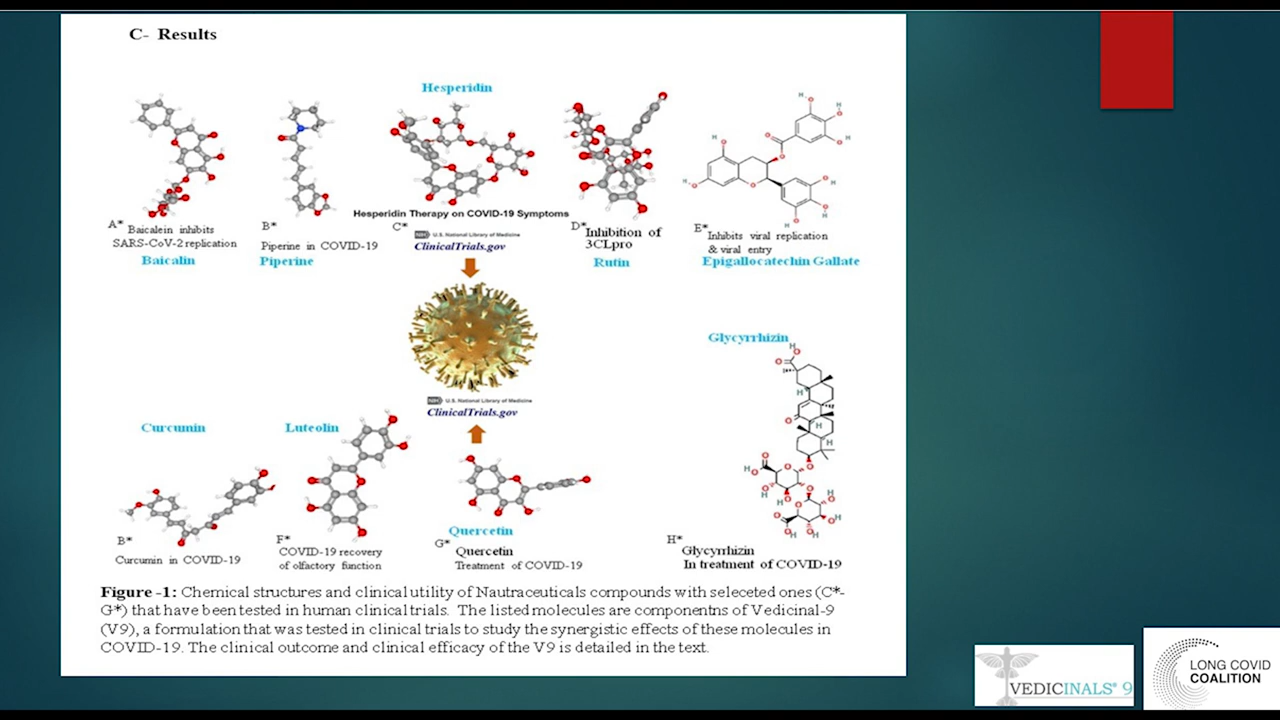 C- Results
Hesperidin
Hesperidin Therapy on COVID-19 Symptoms
A*
Baicalein inhibits
SARS-CoV-2 replication
Baicalin
B*
Piperine in COVID-19
Piperine
C*
NIH U.S. National Library of Medicine
ClinicalTrials.gov
D*
Inhibition of
3CLpro
Rutin
E*
Inhibits viral replication
& viral entry
Epigallocatechin Gallate
NIH U.S. National Library of Medicine
ClinicalTrials.gov
Glycyrrhizin
Curcumin
Luteolin
B*
Curcumin in COVID-19
F*
COVID-19 recovery
of olfactory function
Quercetin
G*
Quercetin
Treatment of COVID-19
H*
Glycyrrhizin
In treatment of COVID-19
Figure -1: Chemical structures and clinical utility of Nautraceuticals compounds with seleceted ones (C*-
G*) that have been tested in human clinical trials. The listed molecules are componentns of Vedicinal-9
(V9), a formulation that was tested in clinical trials to study the synergistic effects of these molecules in
COVID-19. The clinical outcome and clinical efficacy of the V9 is detailed in the text.
VEDICINALS® 9
LONG COVID
COALITION